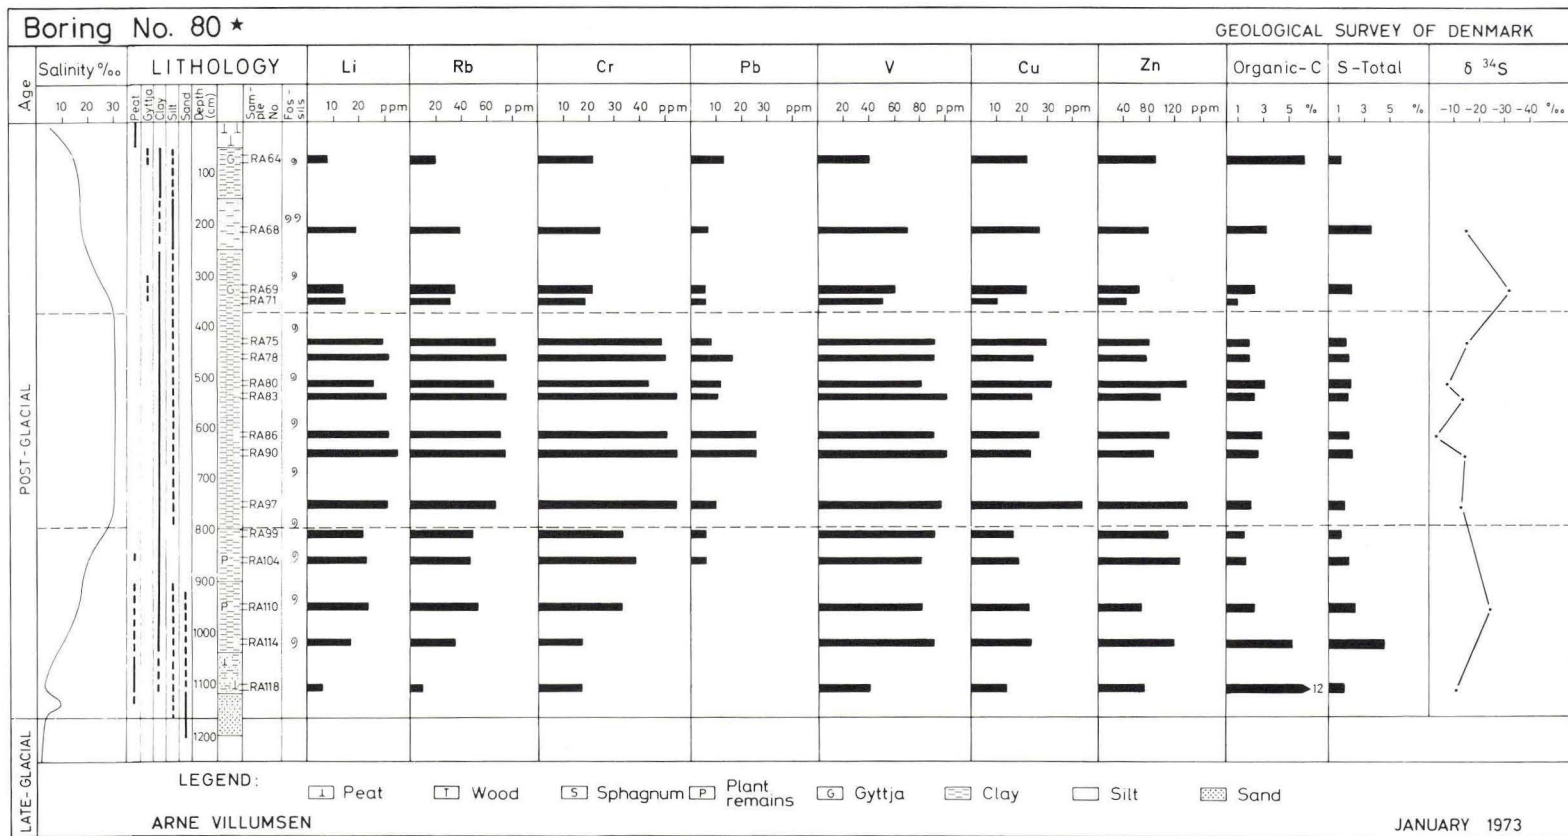 Boring No. 80 ★
GEOLOGICAL SURVEY OF DENMARK
Age
Salinity °/oo
LITHOLOGY
Li
Rb
Cr
Pb
V
Cu
Zn
Organic-C
S-Total
δ ³⁴S
10 20 30
Peat
Gyttja
Clay
Silt
Sand
Depth (cm)
Sam-
ple
No
Fos-
sils
10 20 ppm
20 40 60 ppm
10 20 30 40 ppm
10 20 30 ppm
20 40 60 80 ppm
10 20 30 ppm
40 80 120 ppm
1 3 5 %
1 3 5 %
-10 -20 -30 -40 °/oo
POST-GLACIAL
LATE-GLACIAL
G RA64
100
200
RA68
300
G RA69
RA71
400
RA75
RA78
500
RA80
RA83
600
RA86
RA90
700
RA97
800
RA99
P RA104
900
P RA110
1000
RA114
1100
RA118
12
1200
LEGEND:
Peat
T Wood
S Sphagnum
P Plant
remains
G Gyttja
Clay
Silt
Sand
ARNE VILLUMSEN
JANUARY 1973